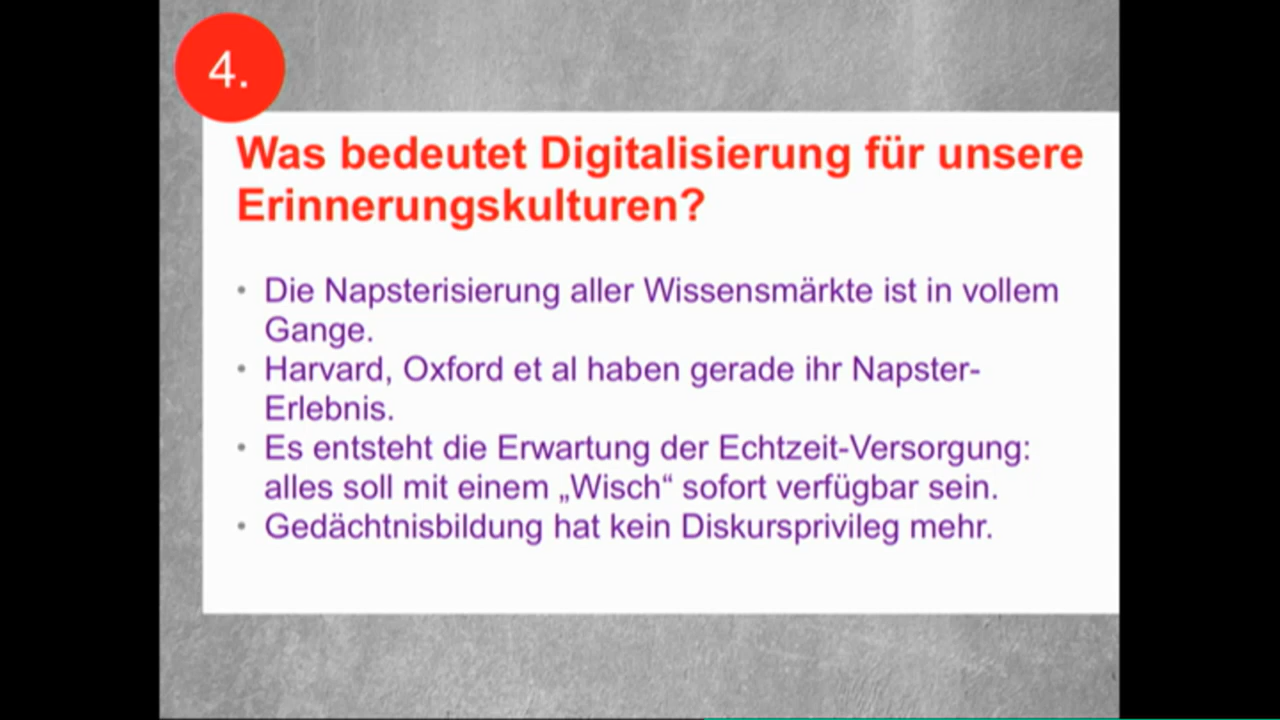 4.
Was bedeutet Digitalisierung für unsere
Erinnerungskulturen?
• Die Napsterisierung aller Wissensmärkte ist in vollem
Gange.
• Harvard, Oxford et al haben gerade ihr Napster-
Erlebnis.
• Es entsteht die Erwartung der Echtzeit-Versorgung:
alles soll mit einem „Wisch“ sofort verfügbar sein.
• Gedächtnisbildung hat kein Diskursprivileg mehr.